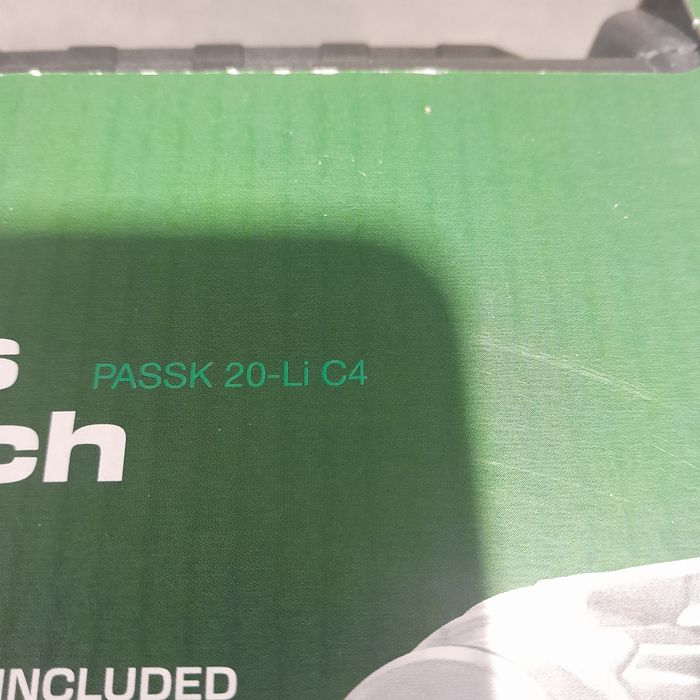 s
PASSK 20-Li C4
ch
INCLUDED